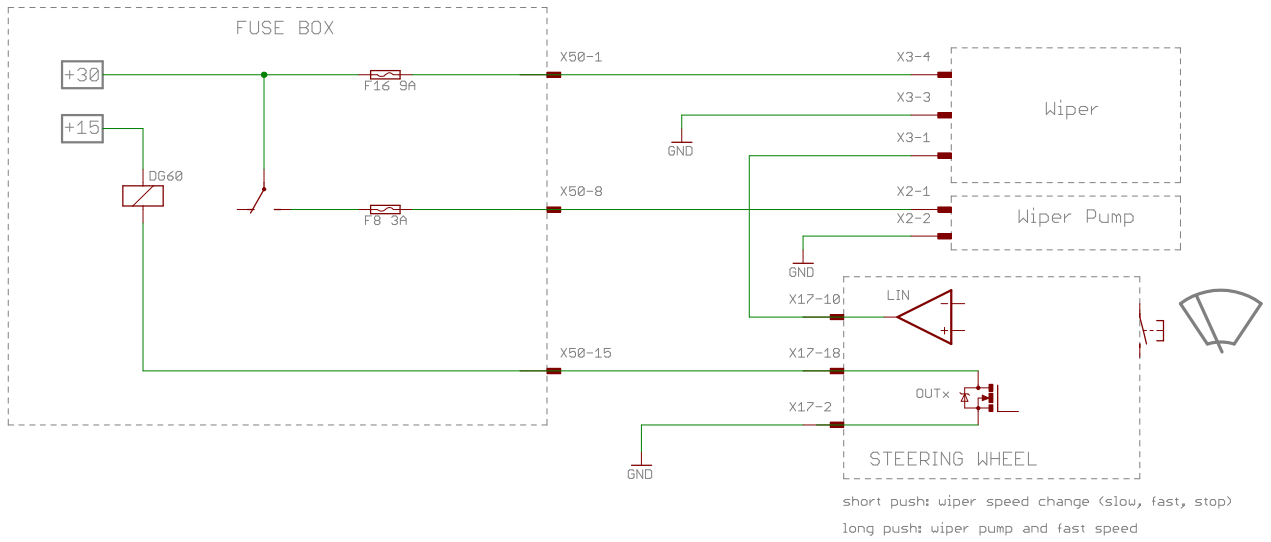 FUSE BOX
+30
F16 9A
X50-1
X3-4
X3-3
GND
X3-1
Wiper
+15
DG60
F8 3A
X50-8
X2-1
X2-2
GND
Wiper Pump
X17-10
LIN
X50-15
X17-18
OUTx
X17-2
GND
STEERING WHEEL
short push: wiper speed change (slow, fast, stop)
long push: wiper pump and fast speed